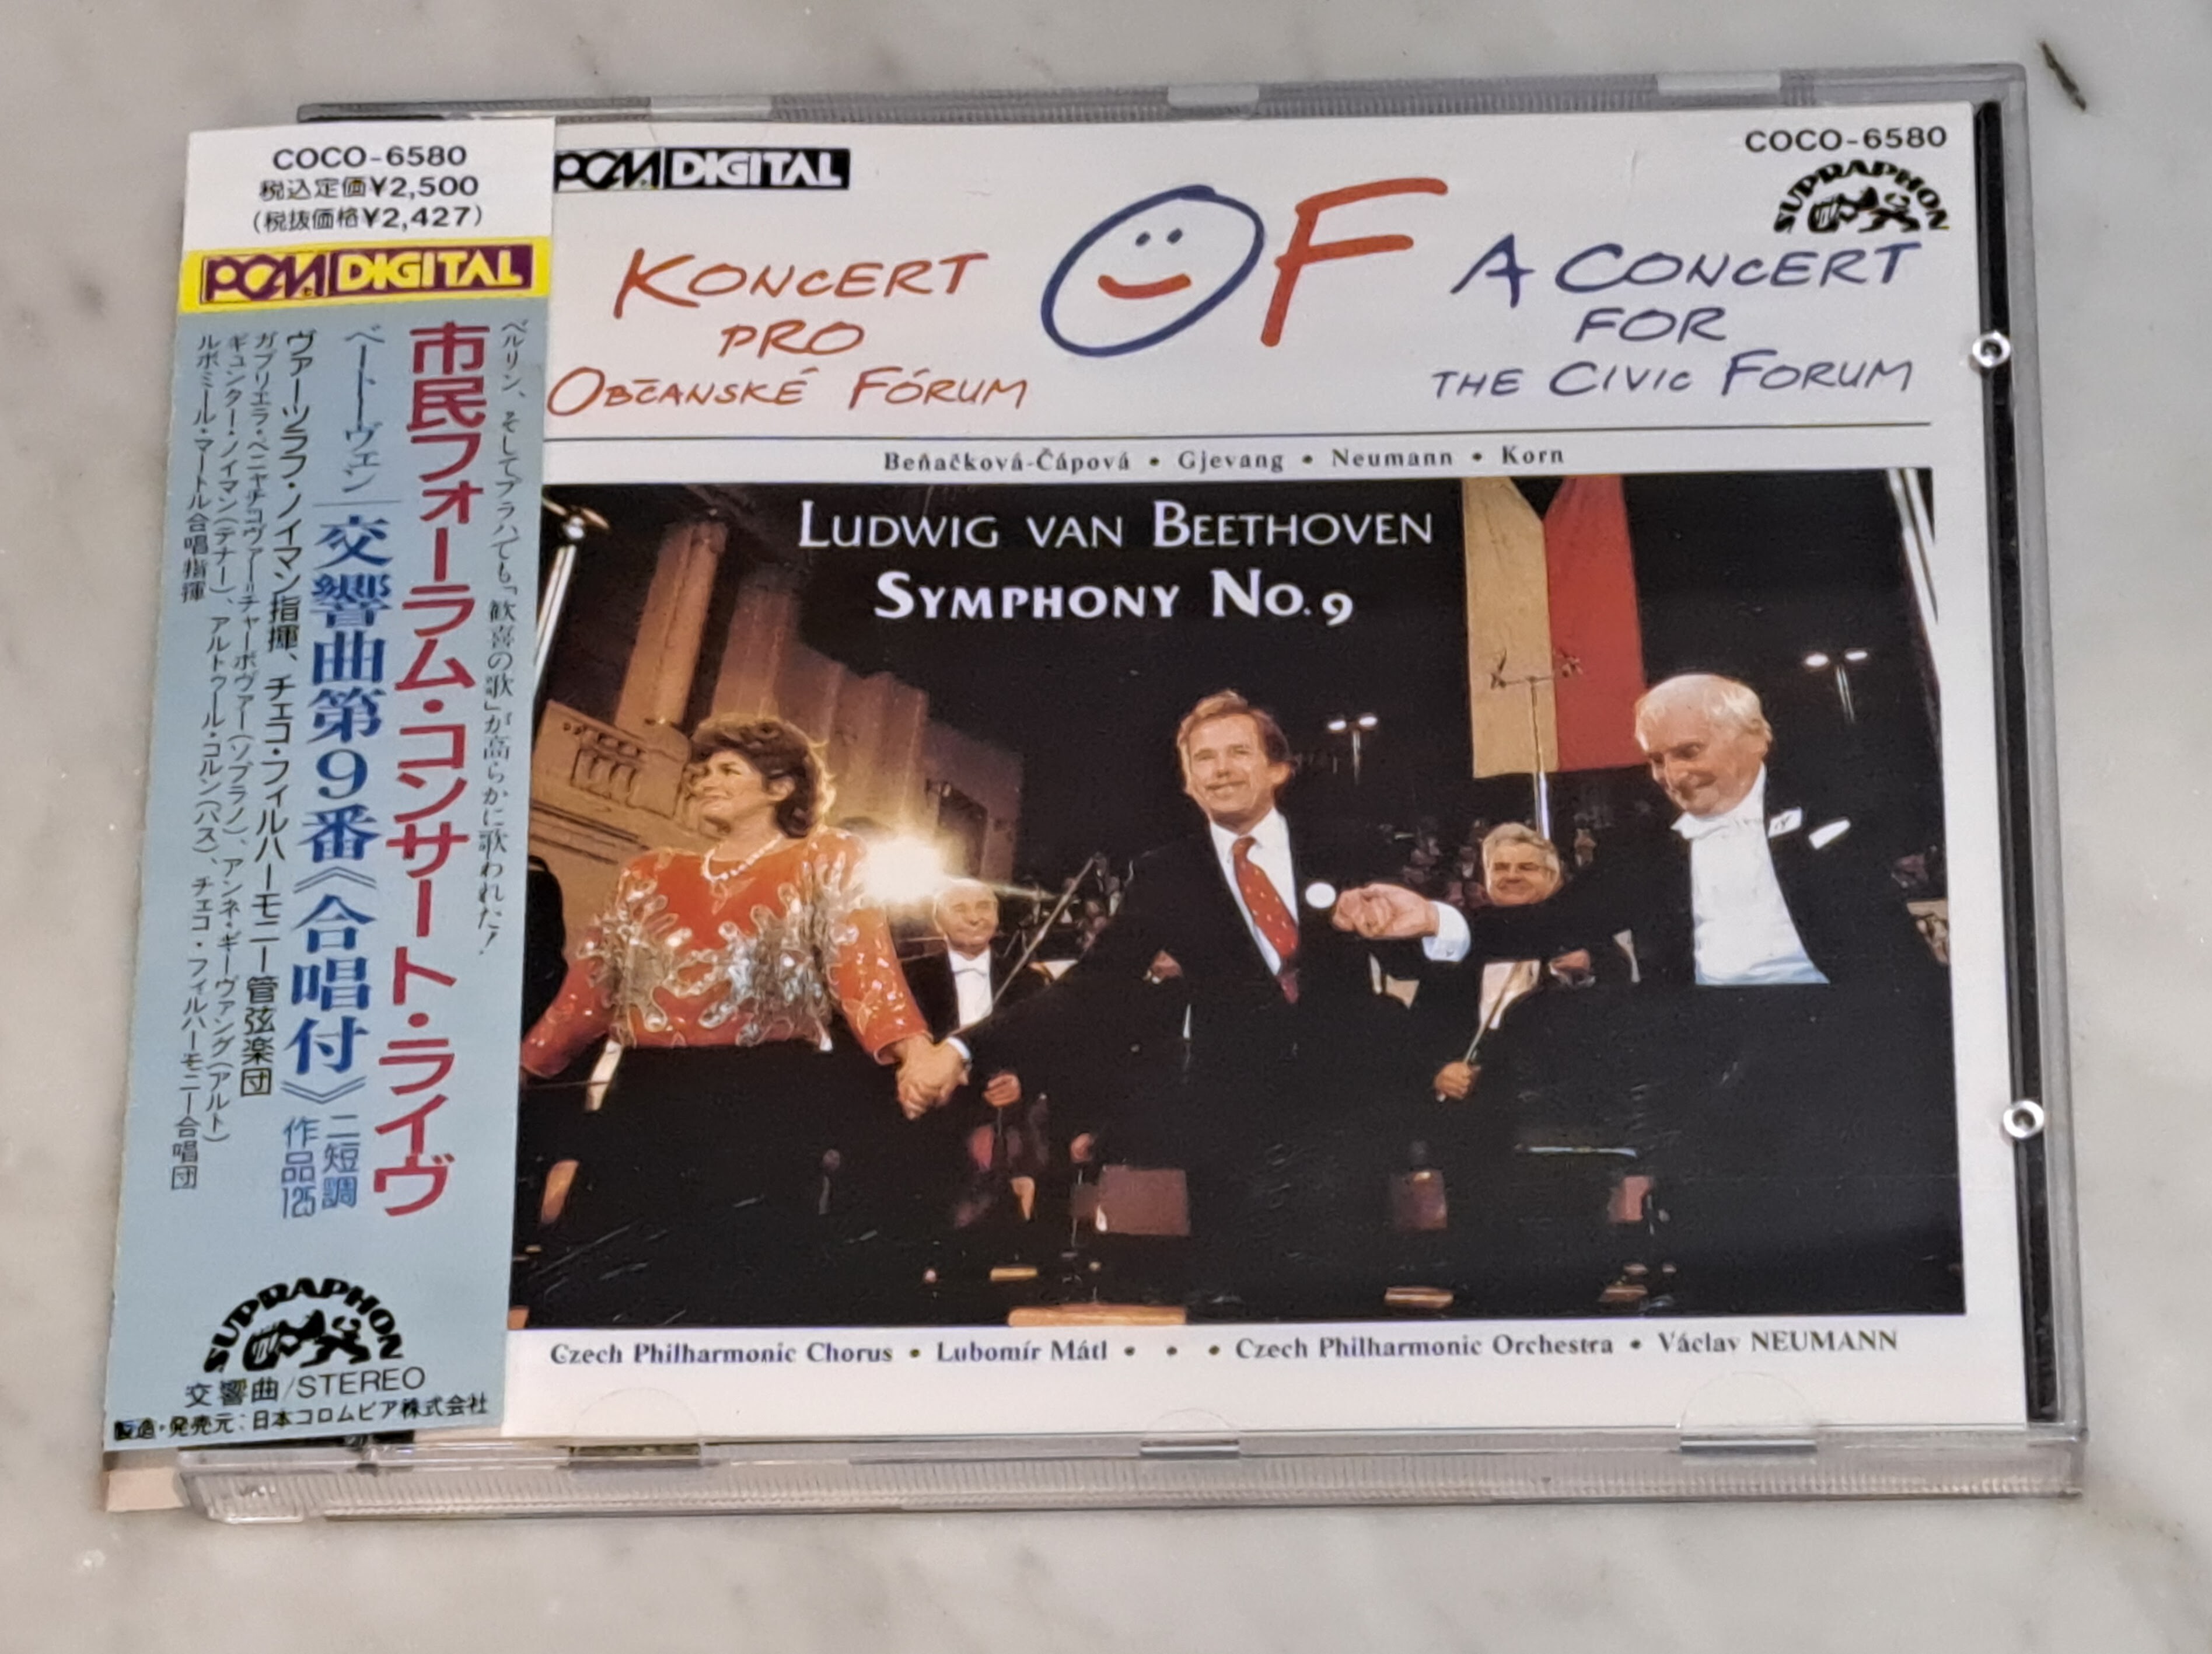 COCO-6580
税込定価¥2,500
(税抜価格¥2,427)
PCM DIGITAL
ベルリン、そしてプラハでも「歓喜の歌」が高らかに歌われた!
市民フォーラム・コンサート・ライヴ
ベートーヴェン
交響曲第9番《合唱付》
ニ短調
作品125
ヴァーツラフ・ノイマン指揮、チェコ・フィルハーモニー管弦楽団
ガブリエラ・ベニャチコヴァー=チャーポヴァー(ソプラノ)、アンネ・ギーヴァング(アルト)
ギュンター・ノイマン(テナー)、アルトゥール・コルン(バス)、チェコ・フィルハーモニー合唱団
ルボミール・マートル合唱指揮
SUPRAPHON
交響曲/STEREO
製造・発売元:日本コロムビア株式会社
PCM DIGITAL
COCO-6580
SUPRAPHON
KONCERT
PRO
OBČANSKÉ FÓRUM
OF
A CONCERT
FOR
THE CIVIC FORUM
Beňačková-Čápová • Gjevang • Neumann • Korn
LUDWIG VAN BEETHOVEN
SYMPHONY NO. 9
Czech Philharmonic Chorus • Lubomír Mátl • • • Czech Philharmonic Orchestra • Václav NEUMANN